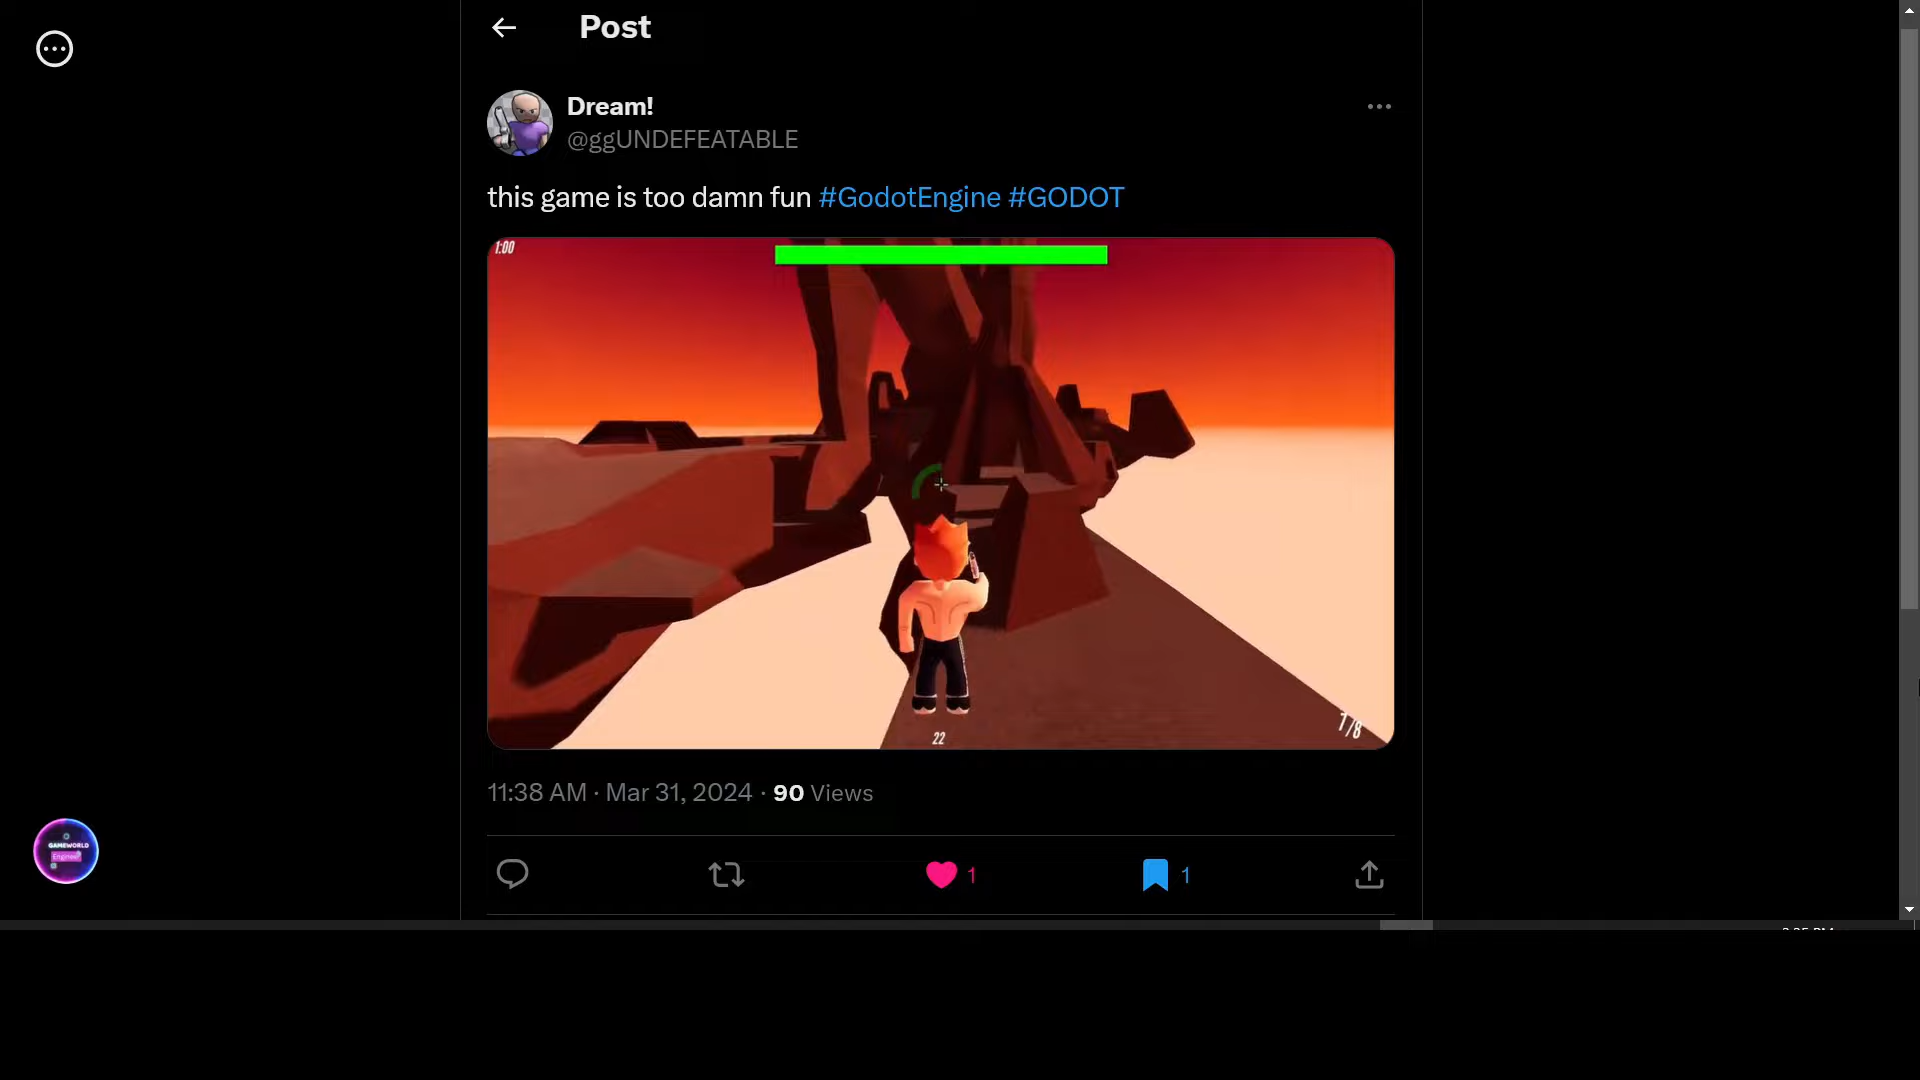 Post
Dream!
@ggUNDEFEATABLE
this game is too damn fun #GodotEngine #GODOT
1:00
22
7/8
11:38 AM · Mar 31, 2024 · 90 Views
1
1
GAMEWORLD